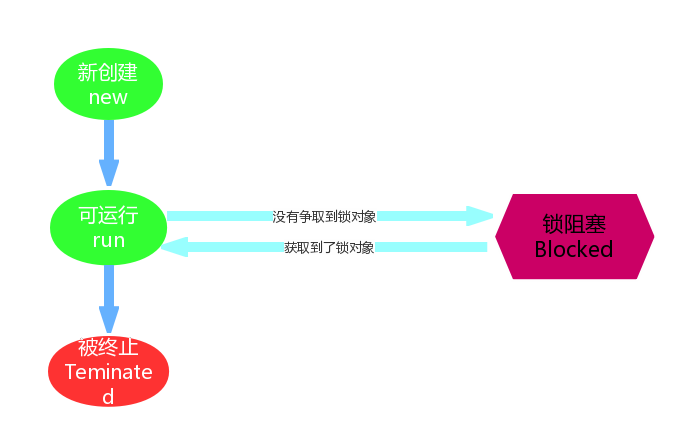 新创建
new
可运行
run
没有争取到锁对象
获取到了锁对象
锁阻塞
Blocked
被终止
Teminate
d